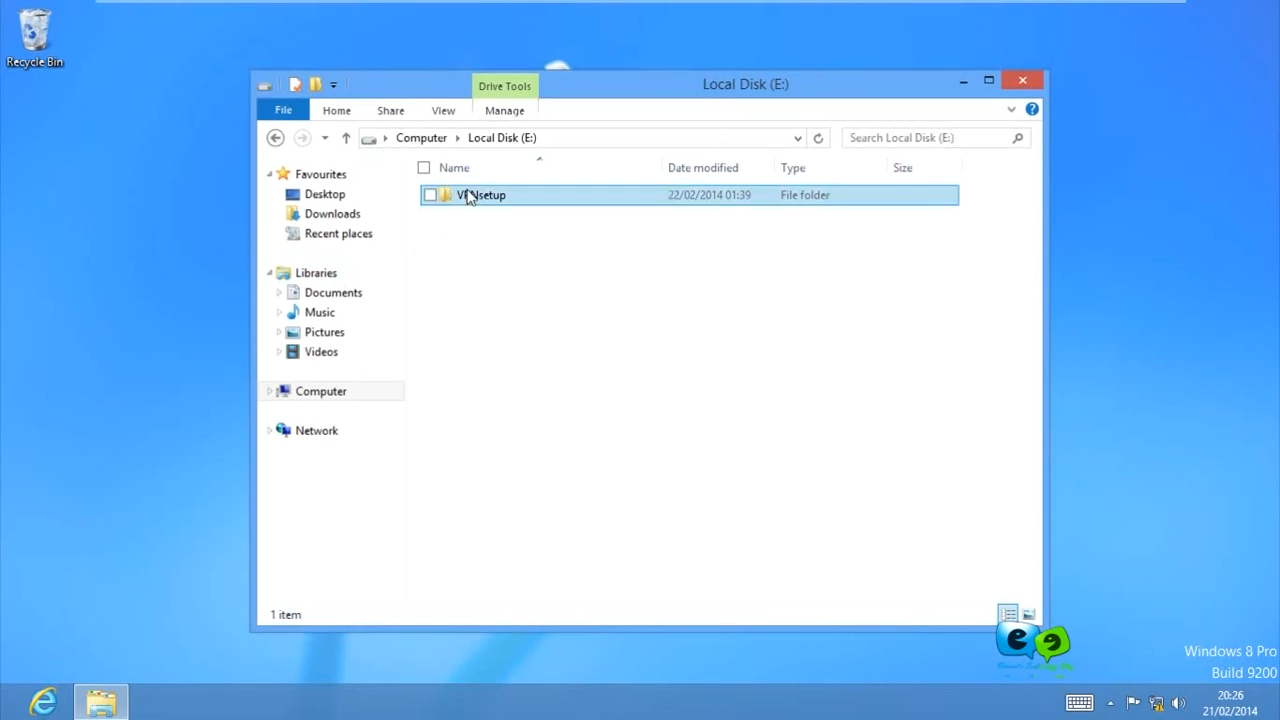 Recycle Bin
Drive Tools
Local Disk (E:)
File
Home
Share
View
Manage
Computer
Local Disk (E:)
Search Local Disk (E:)
Name
Date modified
Type
Size
22/02/2014 01:39
File folder
Favourites
Desktop
Downloads
Recent places
Libraries
Documents
Music
Pictures
Videos
Computer
Network
1 item
Windows 8 Pro
Build 9200
20:26
21/02/2014